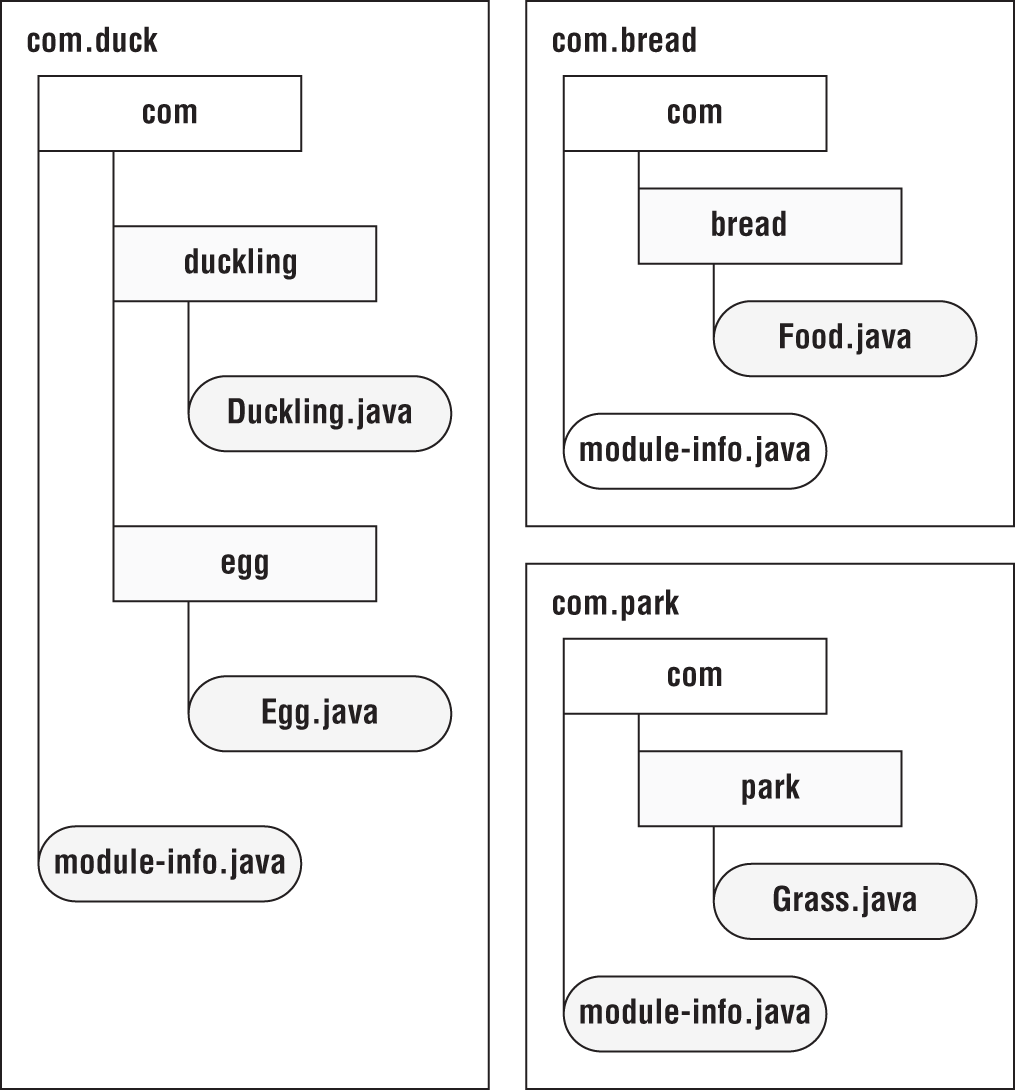 com.duck
com
duckling
Duckling.java
egg
Egg.java
module-info.java
com.bread
com
bread
Food.java
module-info.java
com.park
com
park
Grass.java
module-info.java